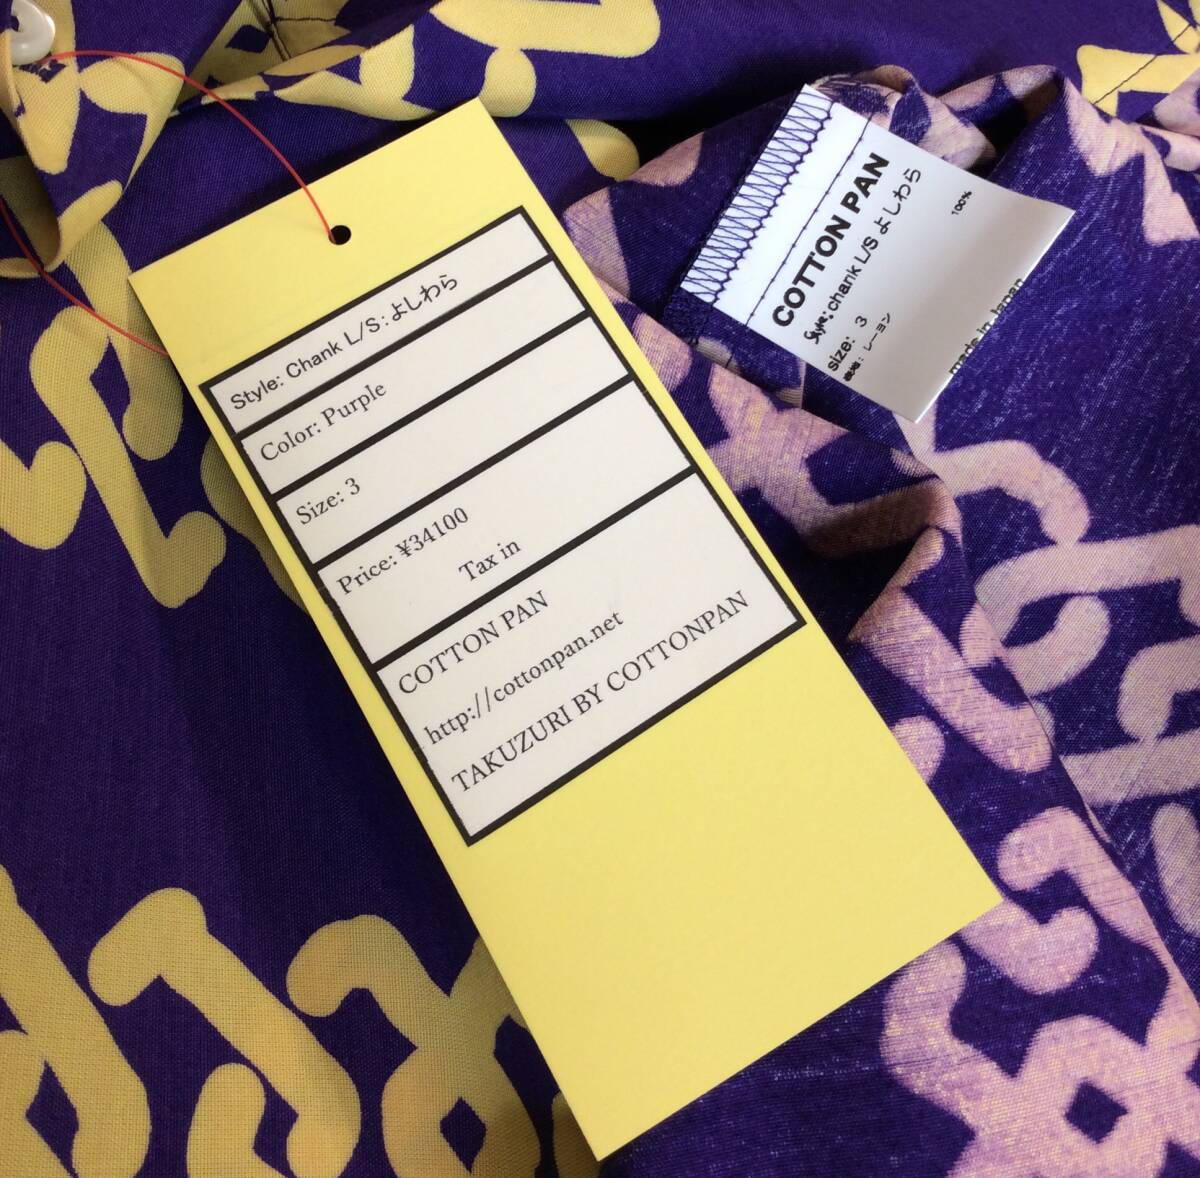 Style: Chank L/S:よしわら
Color: Purple
Size: 3
Price: ¥34100
Tax in
COTTON PAN
http://cottonpan.net
TAKUZURI BY COTTONPAN
COTTON PAN
Style: chank L/S よしわら
size: 3
レーヨン
100%
made in Japan